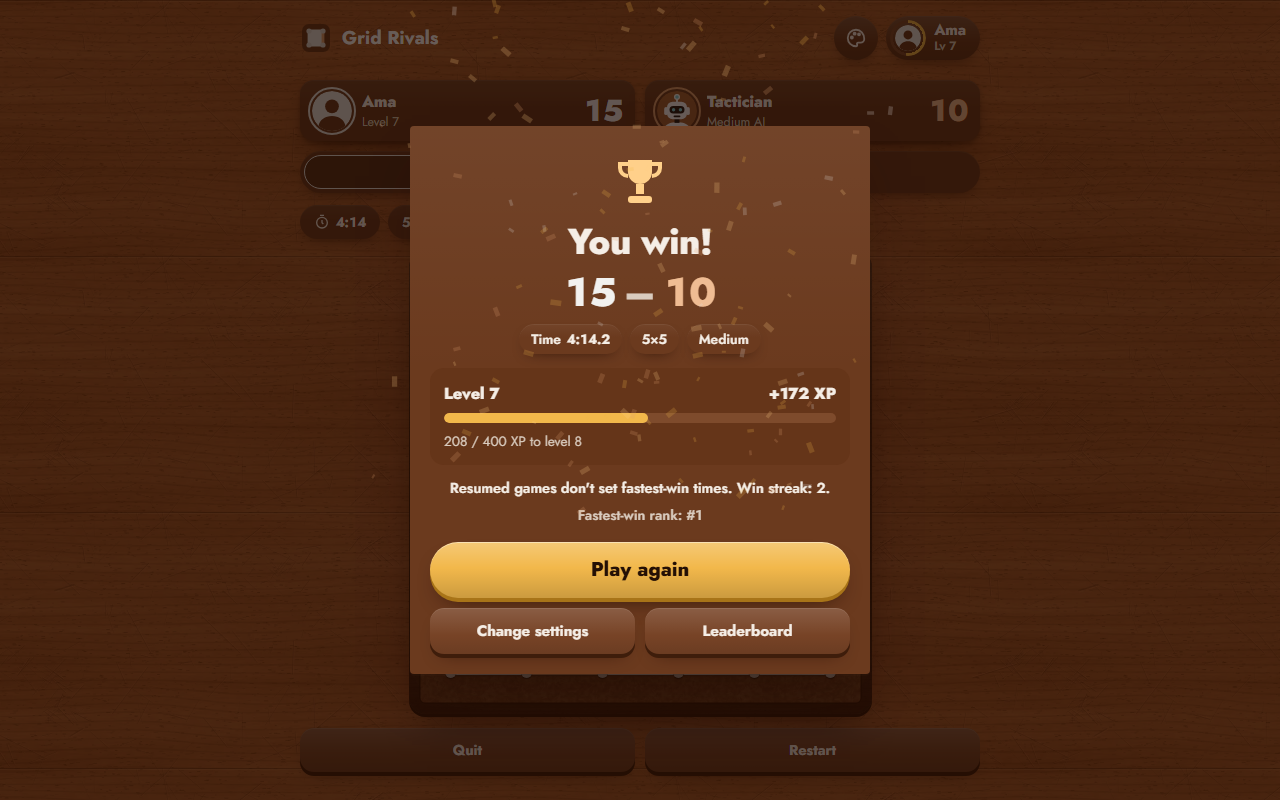 Grid Rivals
Ama
Lv 7
Ama
Level 7
15
Tactician
Medium AI
10
4:14
5
You win!
15 – 10
Time 4:14.2
5×5
Medium
Level 7
+172 XP
208 / 400 XP to level 8
Resumed games don't set fastest-win times. Win streak: 2.
Fastest-win rank: #1
Play again
Change settings
Leaderboard
Quit
Restart